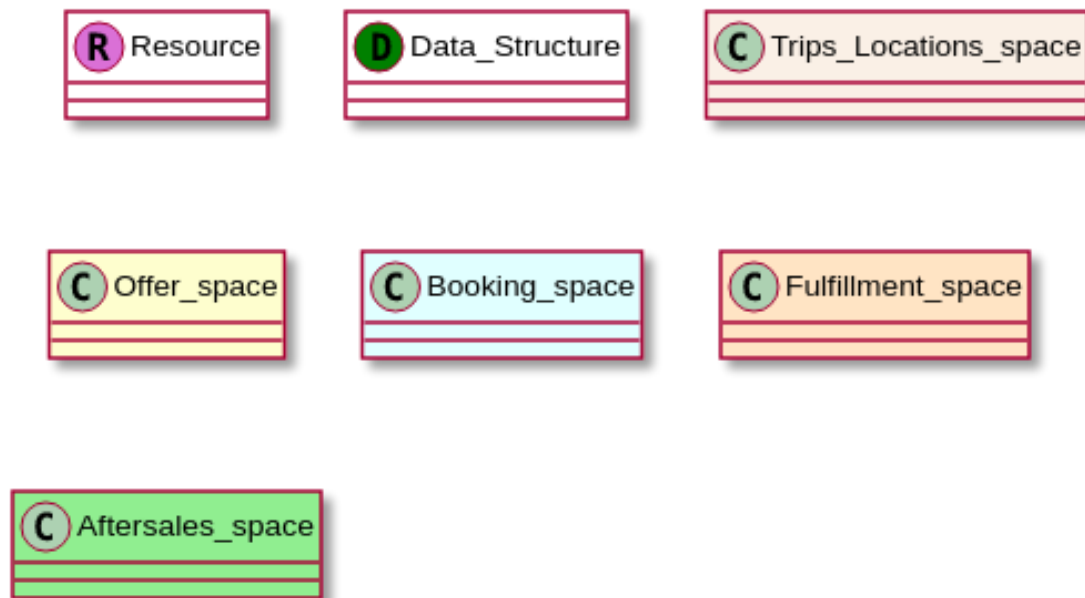 R Resource
D Data_Structure
C Trips_Locations_space
C Offer_space
C Booking_space
C Fulfillment_space
C Aftersales_space